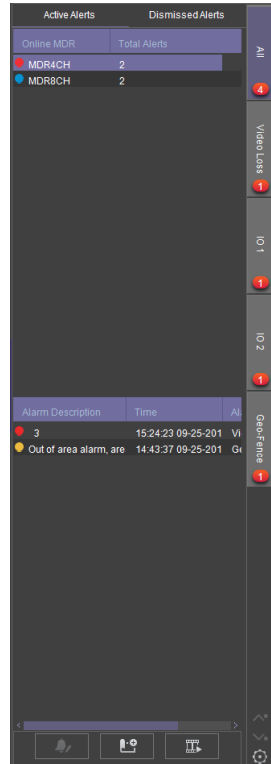 Active Alerts Dismissed Alerts
Online MDR Total Alerts
MDR4CH 2
MDR8CH 2
Alarm Description Time Al
3 15:24:23 09-25-201 Vi
Out of area alarm, are 14:43:37 09-25-201 Ge
All
4
Video Loss
1
IO 1
1
IO 2
1
Geo-Fence
1